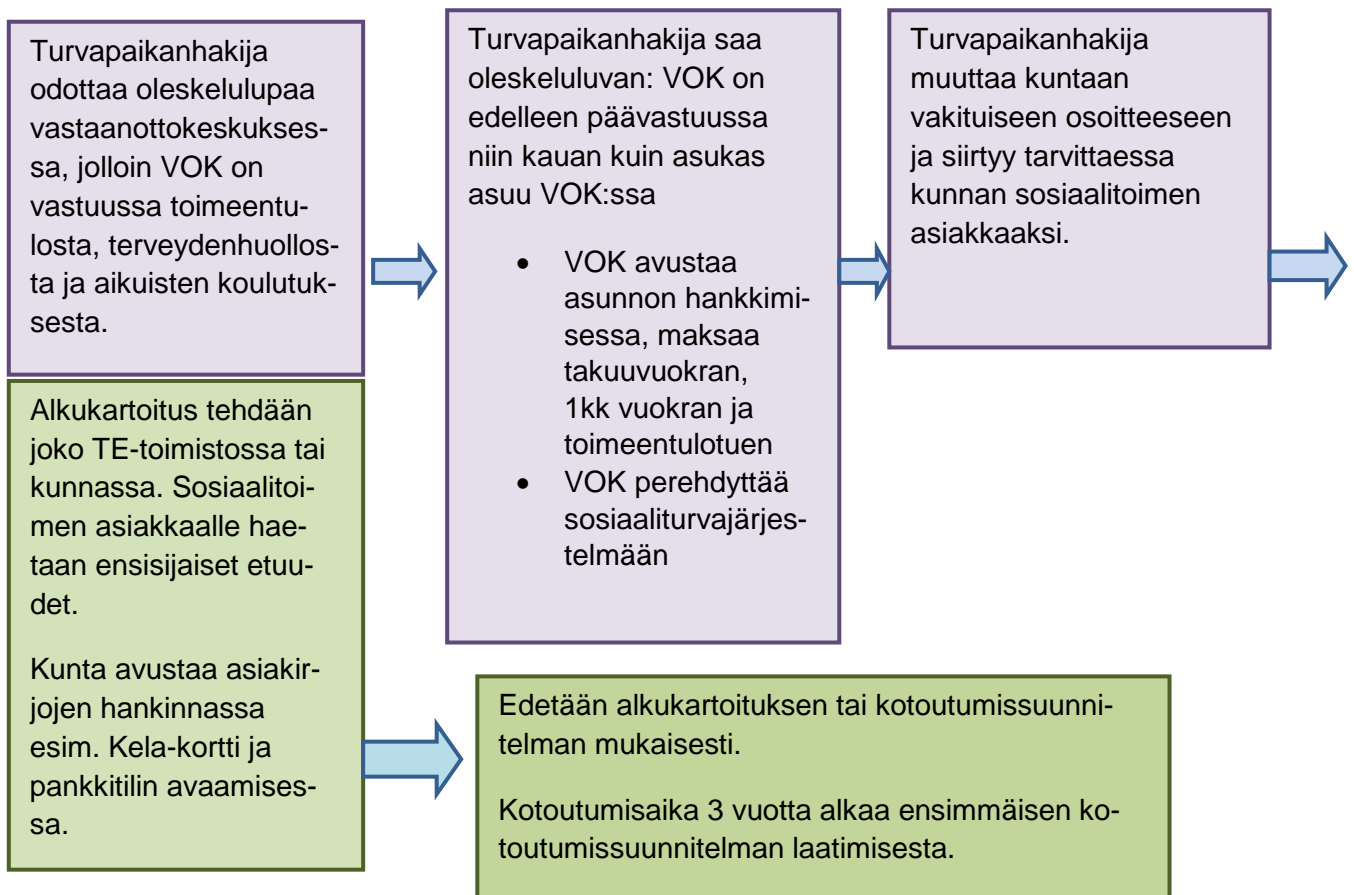 Turvapaikanhakija
odottaa oleskelulupaa
vastaanottokeskukses-
sa, jolloin VOK on
vastuussa toimeentu-
losta, terveydenhuollos-
ta ja aikuisten koulutuk-
sesta.
Turvapaikanhakija saa
oleskeluluvan: VOK on
edelleen päävastuussa
niin kauan kuin asukas
asuu VOK:ssa
• VOK avustaa
asunnon hankkimi-
sessa, maksaa
takuuvuokran,
1kk vuokran ja
toimeentulotuen
• VOK perehdyttää
sosiaaliturvajärjes-
telmään
Turvapaikanhakija
muuttaa kuntaan
vakituiseen osoitteeseen
ja siirtyy tarvittaessa
kunnan sosiaalitoimen
asiakkaaksi.
Alkukartoitus tehdään
joko TE-toimistossa tai
kunnassa. Sosiaalitoi-
men asiakkaalle hae-
taan ensisijaiset etuu-
det.
Kunta avustaa asiakir-
jojen hankinnassa
esim. Kela-kortti ja
pankkitilin avaamises-
sa.
Edetään alkukartoituksen tai kotoutumissuunni-
telman mukaisesti.
Kotoutumisaika 3 vuotta alkaa ensimmäisen ko-
toutumissuunnitelman laatimisesta.